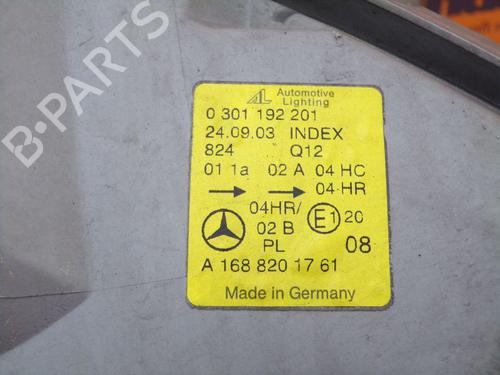 B-PARTS
AL Automotive
Lighting
0 301 192 201
24.09.03 INDEX
824 Q12
01 1a 02 A 04 HC
04 HR
04HR/
02 B
E1 20
PL 08
A 168 820 17 61
Made in Germany